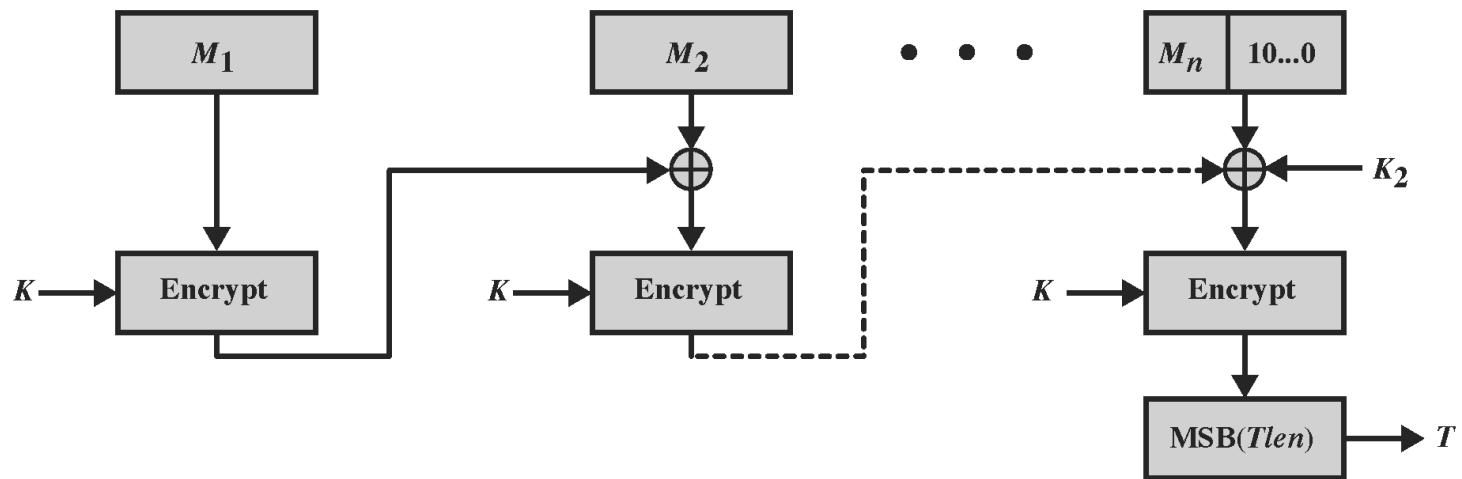 M1 M2 • • • Mn 10...0
K2
K Encrypt K Encrypt K Encrypt
MSB(Tlen) T